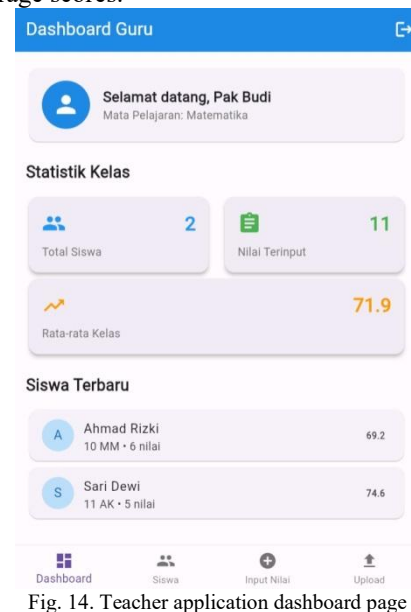 Dashboard Guru
Selamat datang, Pak Budi
Mata Pelajaran: Matematika
Statistik Kelas
2
Total Siswa
11
Nilai Terinput
71.9
Rata-rata Kelas
Siswa Terbaru
A
Ahmad Rizki
10 MM • 6 nilai
69.2
S
Sari Dewi
11 AK • 5 nilai
74.6
Dashboard
Siswa
Input Nilai
Upload
Fig. 14. Teacher application dashboard page